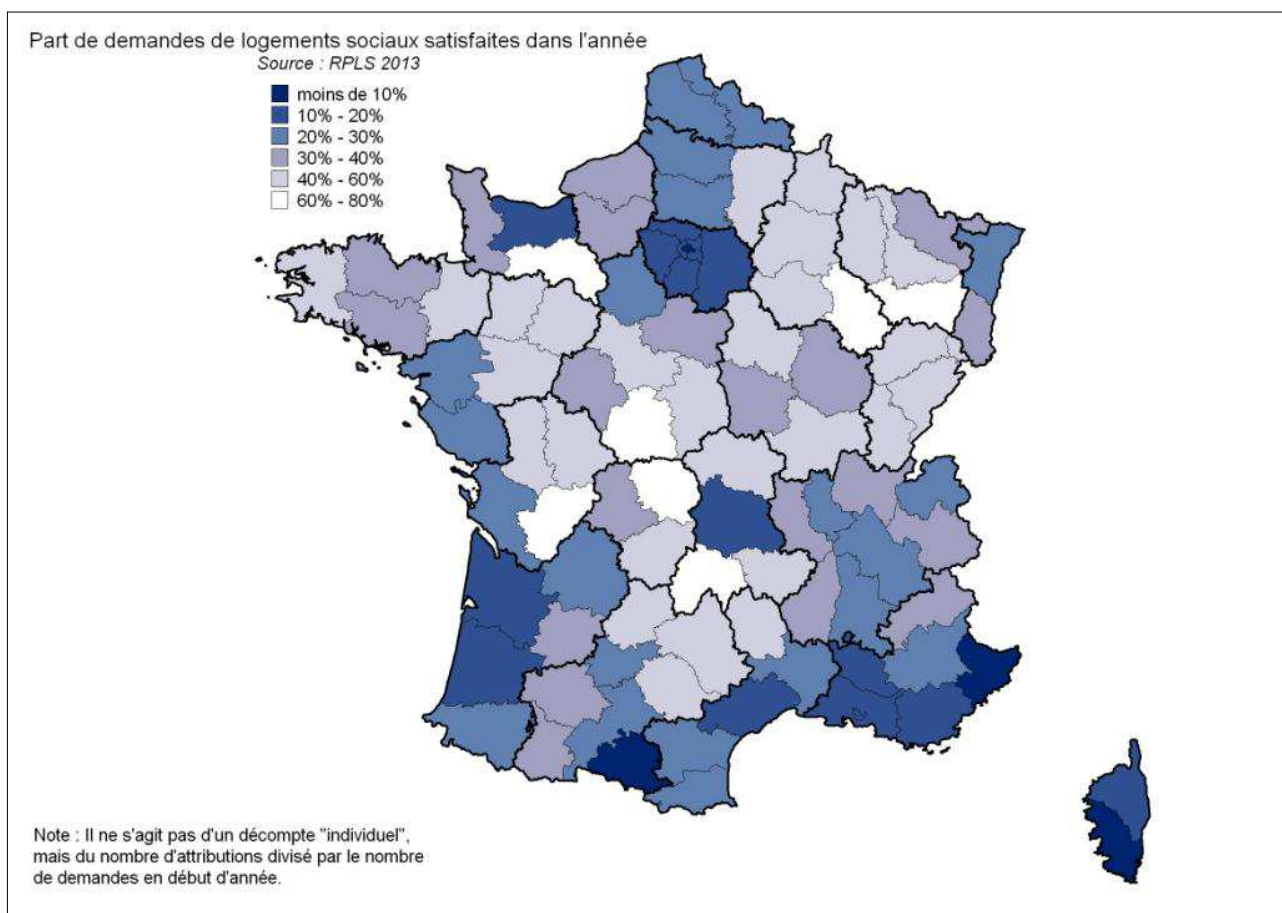 Part de demandes de logements sociaux satisfaites dans l'année
Source : RPLS 2013
moins de 10%
10% - 20%
20% - 30%
30% - 40%
40% - 60%
60% - 80%
Note : Il ne s'agit pas d'un décompte "individuel",
mais du nombre d'attributions divisé par le nombre
de demandes en début d'année.